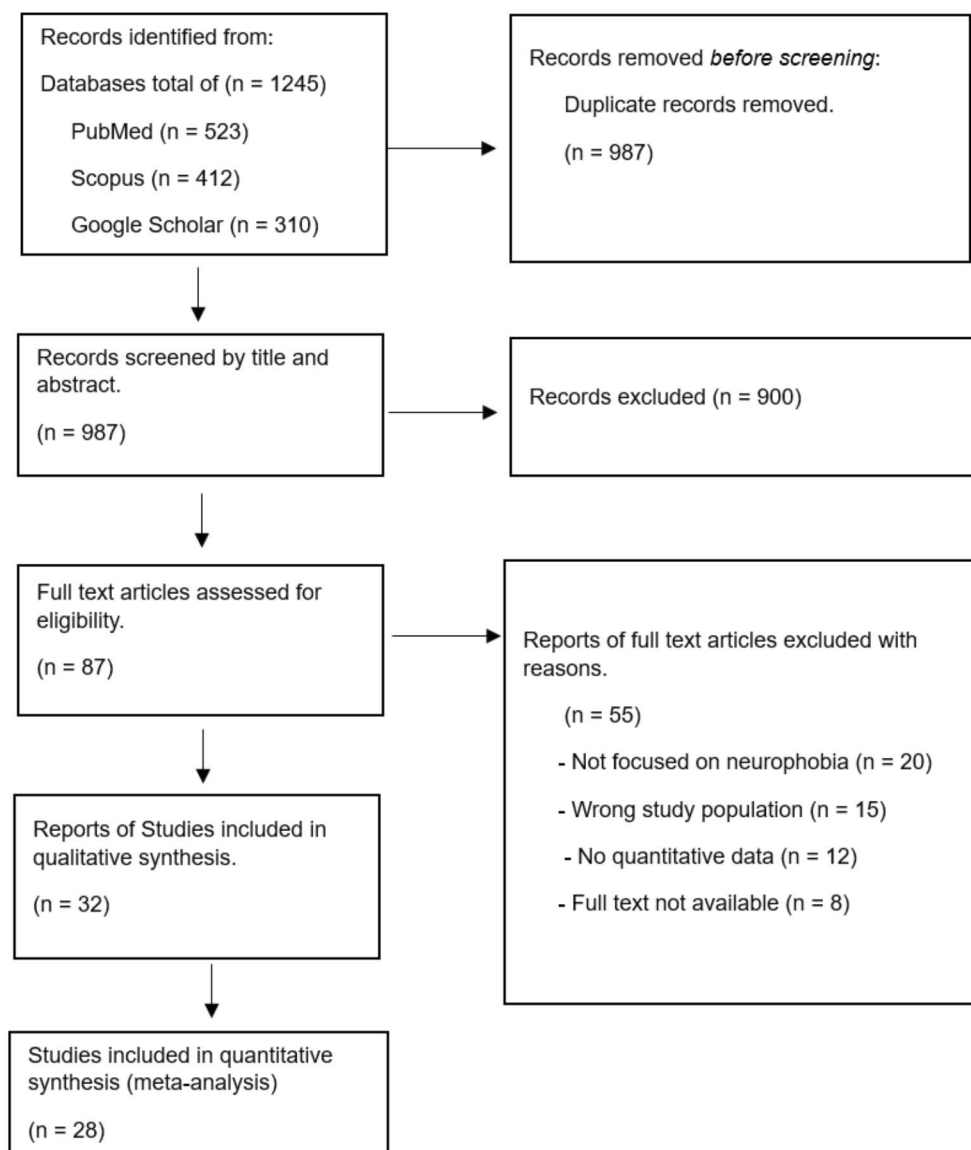 Records identified from:
Databases total of (n = 1245)
PubMed (n = 523)
Scopus (n = 412)
Google Scholar (n = 310)
Records removed before screening:
Duplicate records removed.
(n = 987)
Records screened by title and
abstract.
(n = 987)
Records excluded (n = 900)
Full text articles assessed for
eligibility.
(n = 87)
Reports of full text articles excluded with
reasons.
(n = 55)
- Not focused on neurophobia (n = 20)
- Wrong study population (n = 15)
- No quantitative data (n = 12)
- Full text not available (n = 8)
Reports of Studies included in
qualitative synthesis.
(n = 32)
Studies included in quantitative
synthesis (meta-analysis)
(n = 28)